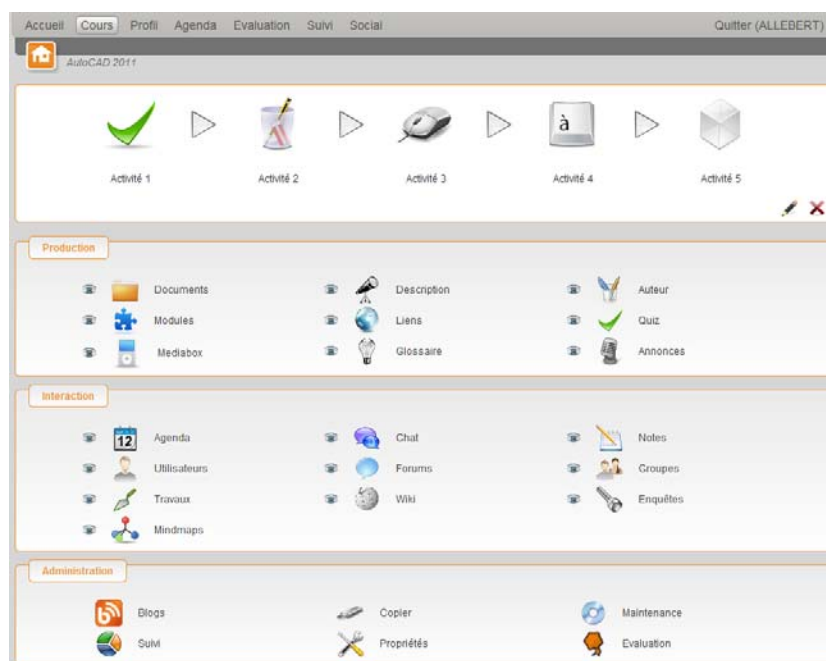 Accueil Cours Profil Agenda Evaluation Suivi Social Quitter (ALLEBERT)
AutoCAD 2011
à
Activité 1 Activité 2 Activité 3 Activité 4 Activité 5
Production
Documents Description Auteur
Modules Liens Quiz
Mediabox Glossaire Annonces
Interaction
12 Agenda Chat Notes
Utilisateurs Forums Groupes
Travaux Wiki Enquêtes
Mindmaps
Administration
Blogs Copier Maintenance
Suivi Propriétés Evaluation